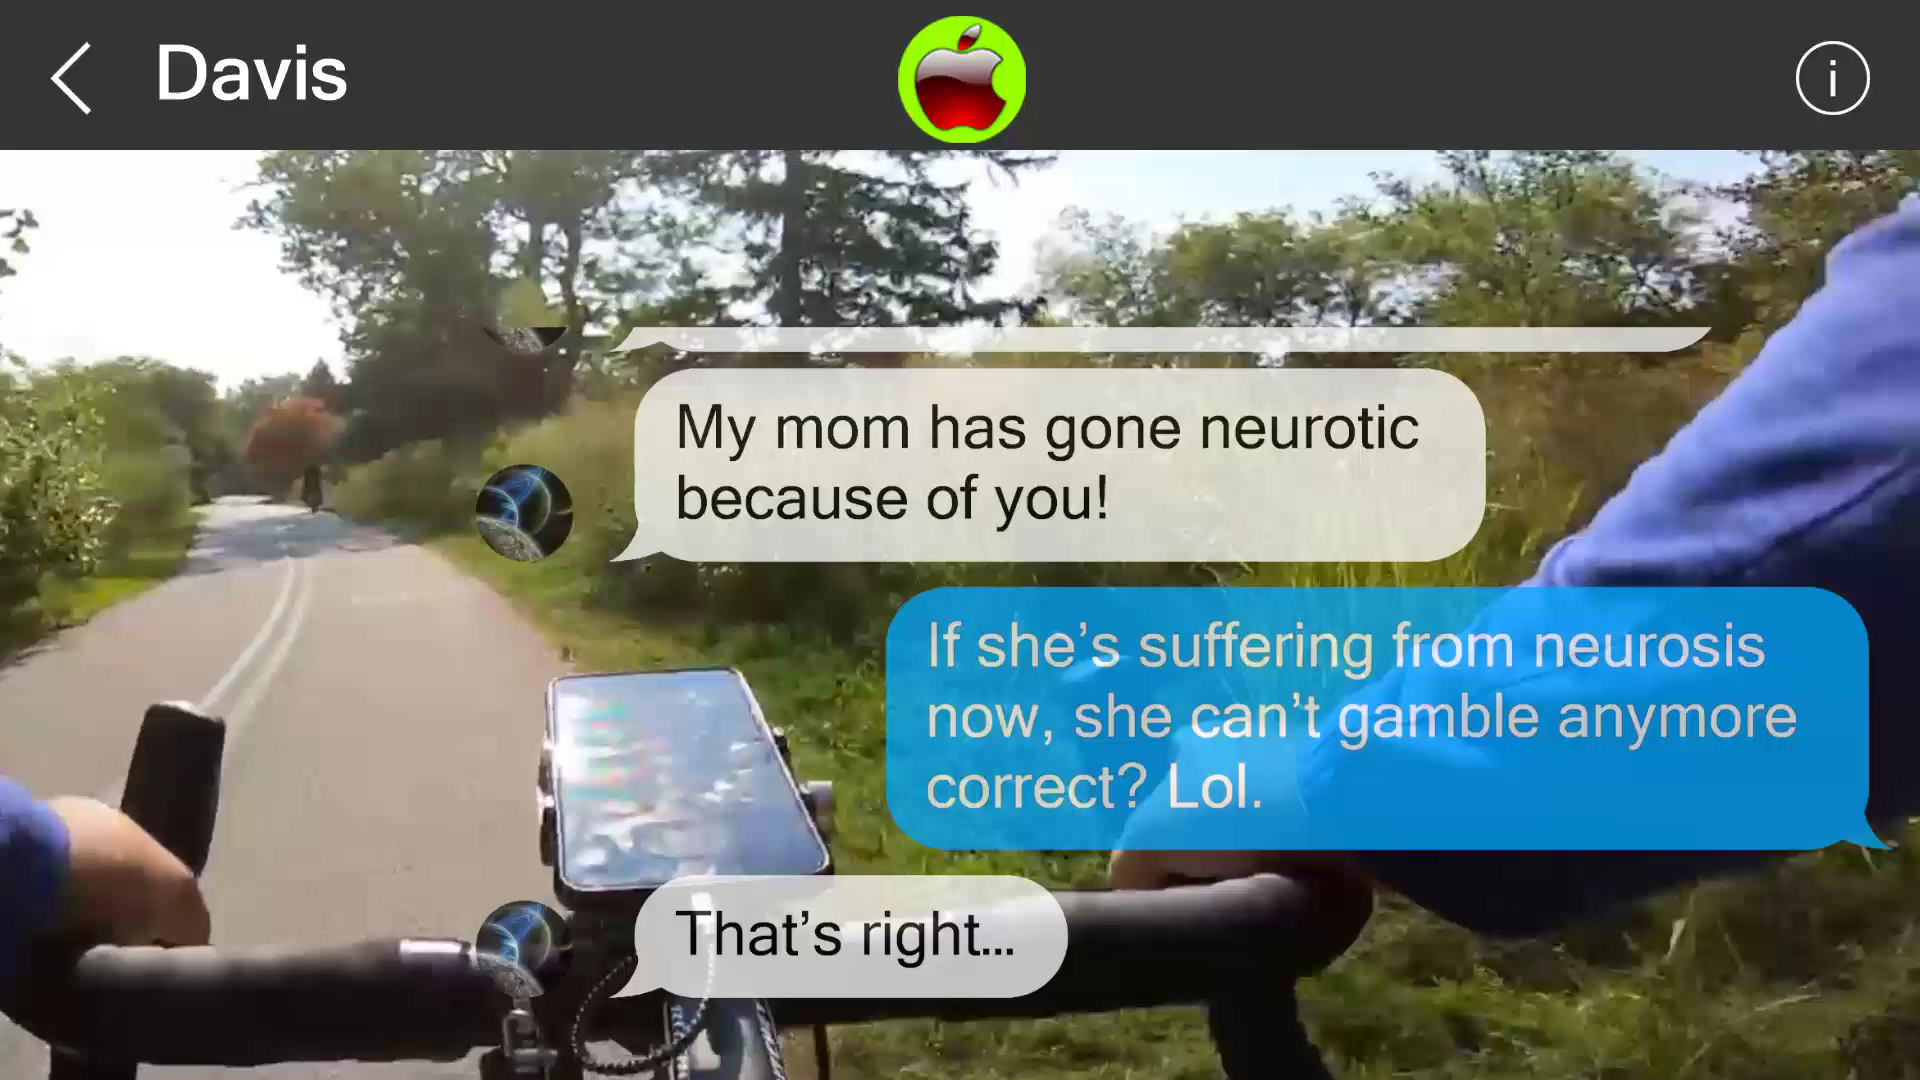 Davis
i
My mom has gone neurotic
because of you!
If she’s suffering from neurosis
now, she can’t gamble anymore
correct? Lol.
That’s right...